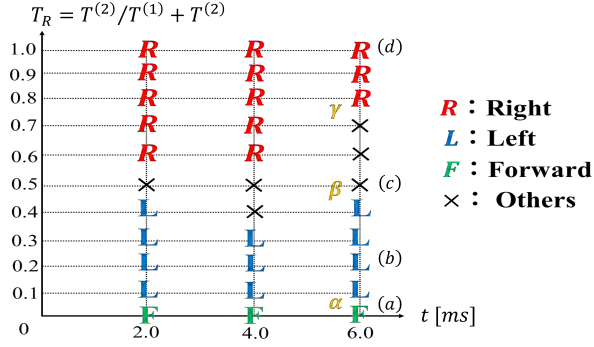 T_R = T^(2)/T^(1) + T^(2)
1.0 R R R (d)
0.9 R R R
0.8 R R R
γ
0.7 R R ×
0.6 R R ×
0.5 × × × (c)
β
0.4 L × L
0.3 L L L
0.2 L L L (b)
0.1 L L L
α
F F F (a)
0 2.0 4.0 6.0 t [ms]
R : Right
L : Left
F : Forward
× : Others